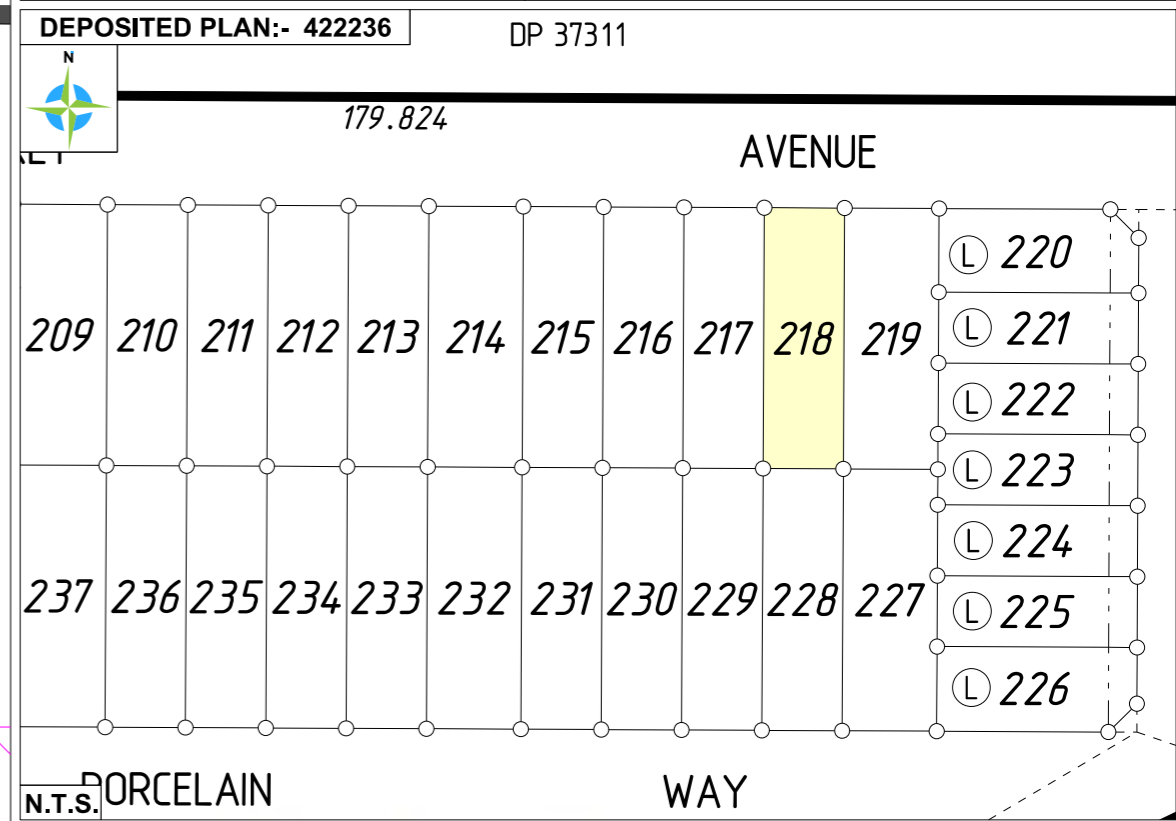 DEPOSITED PLAN:- 422236
DP 37311
N
179.824
AVENUE
209 210 211 212 213 214 215 216 217 218 219
L 220
L 221
L 222
L 223
L 224
L 225
L 226
237 236 235 234 233 232 231 230 229 228 227
PORCELAIN WAY
N.T.S.